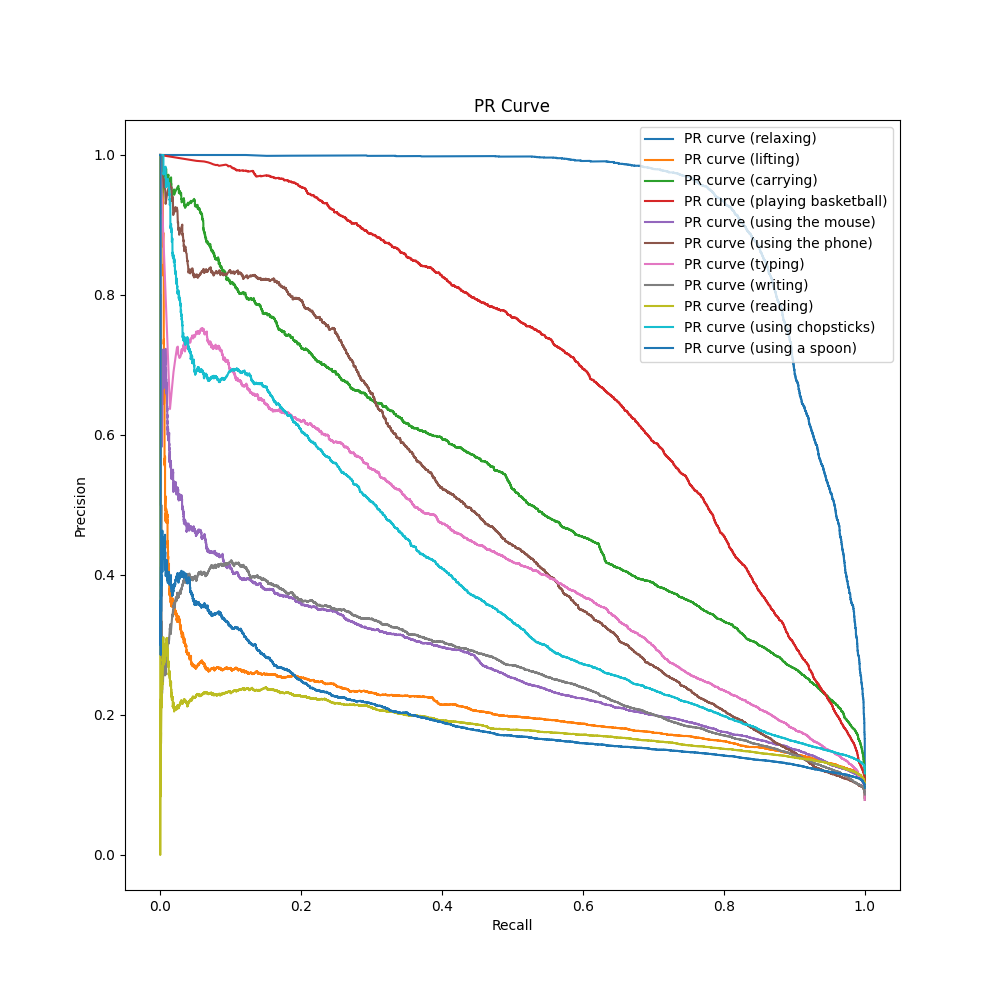 PR Curve
PR curve (relaxing)
PR curve (lifting)
PR curve (carrying)
PR curve (playing basketball)
PR curve (using the mouse)
PR curve (using the phone)
PR curve (typing)
PR curve (writing)
PR curve (reading)
PR curve (using chopsticks)
PR curve (using a spoon)
Precision
1.0
0.8
0.6
0.4
0.2
0.0
0.0 0.2 0.4 0.6 0.8 1.0
Recall